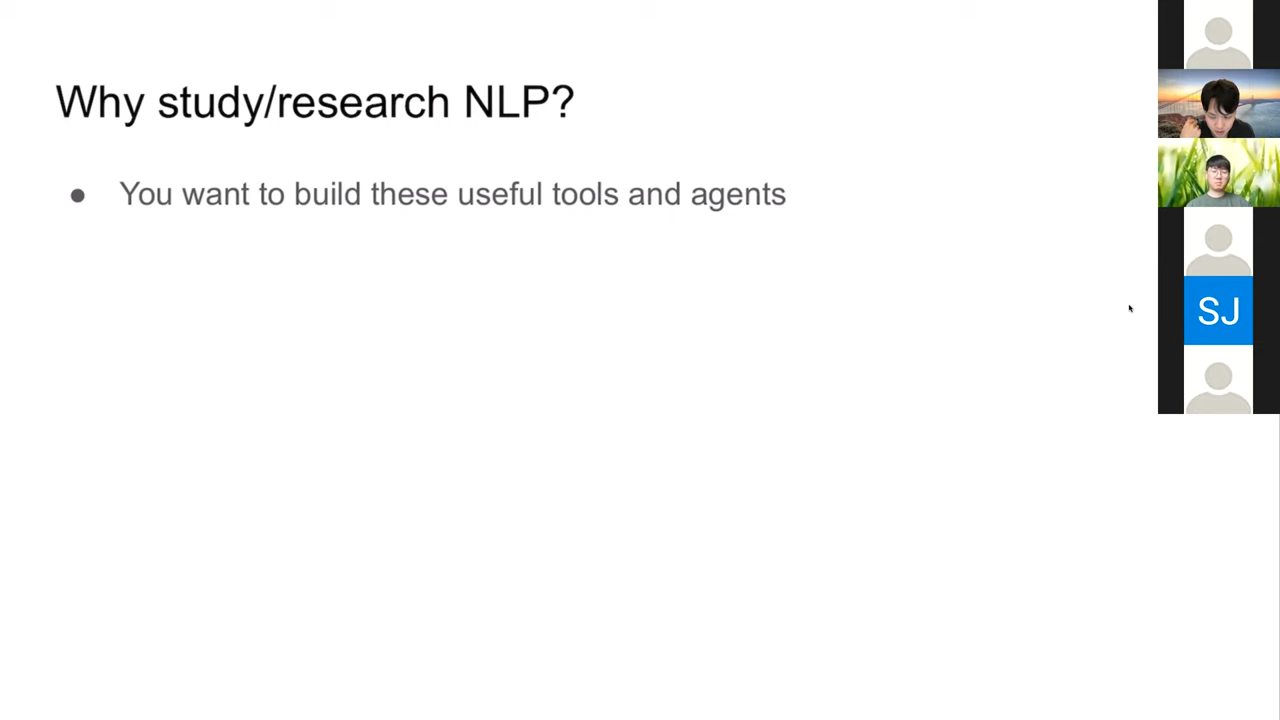 Why study/research NLP?
● You want to build these useful tools and agents
SJ